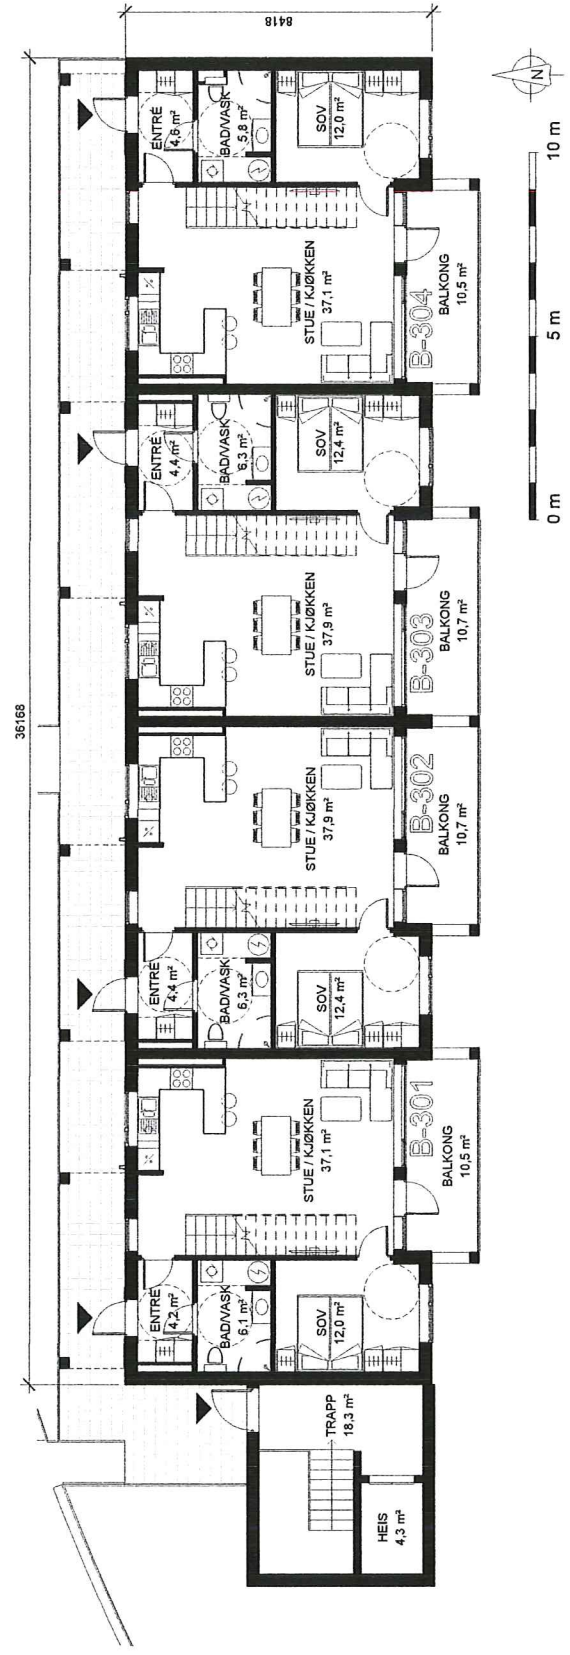 36168
8418
ENTRÉ
4,2 m²
BAD/VASK
6,1 m²
SOV
12,0 m²
STUE / KJØKKEN
37,1 m²
B-301
BALKONG
10,5 m²
ENTRÉ
4,4 m²
BAD/VASK
6,3 m²
SOV
12,4 m²
STUE / KJØKKEN
37,9 m²
B-302
BALKONG
10,7 m²
STUE / KJØKKEN
37,9 m²
B-303
BALKONG
10,7 m²
ENTRÉ
4,4 m²
BAD/VASK
6,3 m²
SOV
12,4 m²
STUE / KJØKKEN
37,1 m²
B-304
BALKONG
10,5 m²
ENTRÉ
4,6 m²
BAD/VASK
5,8 m²
SOV
12,0 m²
TRAPP
18,3 m²
HEIS
4,3 m²
0 m
5 m
10 m
N